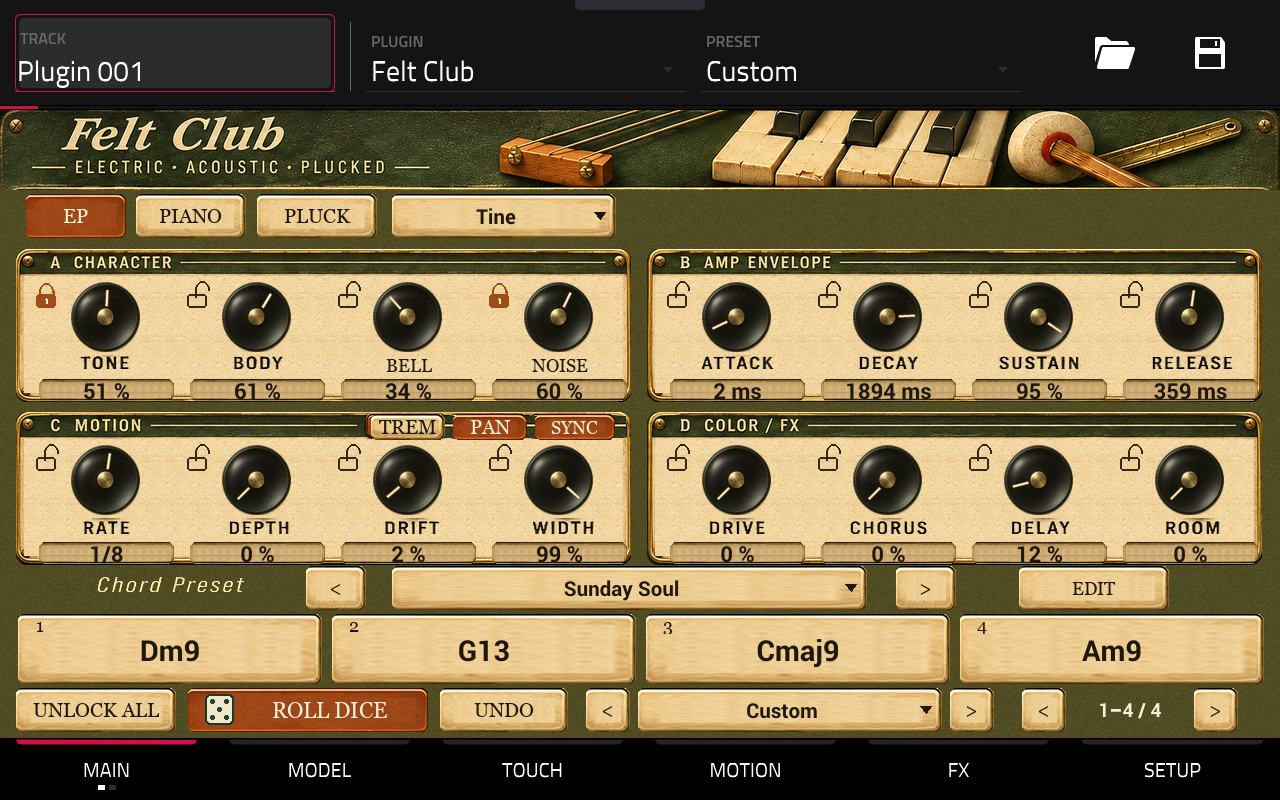 TRACK
Plugin 001
PLUGIN
Felt Club
PRESET
Custom
Felt Club
ELECTRIC · ACOUSTIC · PLUCKED
EP PIANO PLUCK Tine
A CHARACTER
TONE BODY BELL NOISE
51 % 61 % 34 % 60 %
B AMP ENVELOPE
ATTACK DECAY SUSTAIN RELEASE
2 ms 1894 ms 95 % 359 ms
C MOTION TREM PAN SYNC
RATE DEPTH DRIFT WIDTH
1/8 0 % 2 % 99 %
D COLOR / FX
DRIVE CHORUS DELAY ROOM
0 % 0 % 12 % 0 %
Chord Preset < Sunday Soul > EDIT
1 Dm9 2 G13 3 Cmaj9 4 Am9
UNLOCK ALL ROLL DICE UNDO < Custom > < 1–4 / 4 >
MAIN MODEL TOUCH MOTION FX SETUP